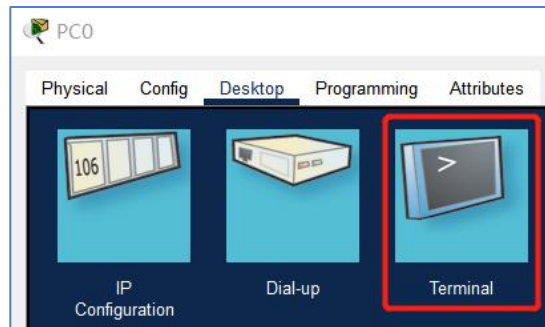 PC0
Physical Config Desktop Programming Attributes
106
>
IP
Configuration
Dial-up
Terminal